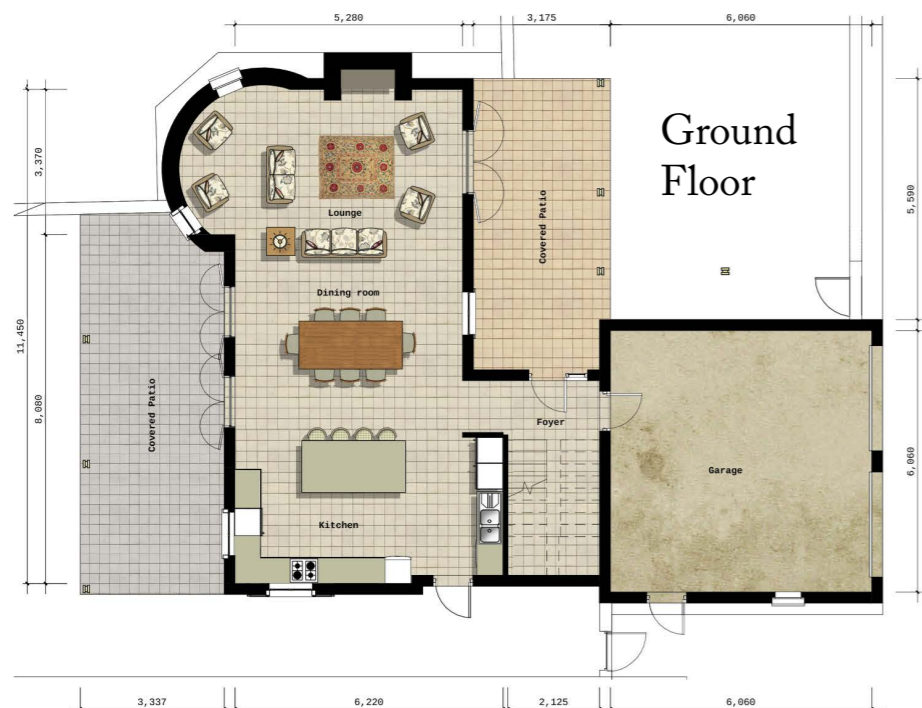 5,280
3,175
6,060
Ground
Floor
3,370
5,590
Covered Patio
Lounge
Dining room
11,450
8,080
Covered Patio
Foyer
Garage
6,060
Kitchen
3,337
6,220
2,125
6,060